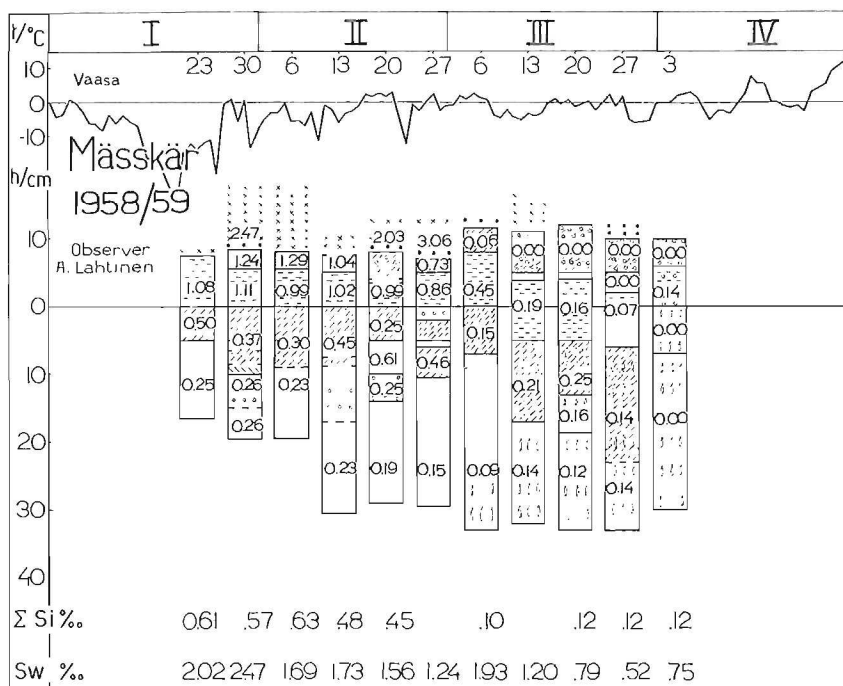 t/°C I II III IV
10 23 30 6 13 20 27 6 13 20 27 3
Vaasa
0
-10
Mässkär
h/cm
1958/59
2.47 2.03 3.06 0.06
10 1.24 1.29 1.04 0.73 0.00 0.00 0.00 0.00
Observer
A. Lahtinen
1.08 1.11 0.99 1.02 0.99 0.86 0.45 0.19 0.16 0.00 0.14
0 0.07
0.50 0.37 0.30 0.45 0.25 0.15 0.00
0.61 0.46
10 0.25 0.26 0.23 0.25 0.21 0.25
0.26 0.16 0.14 0.00
20
0.23 0.19 0.15 0.09 0.14 0.12 0.14
30
40
Σ Si ‰ 0.61 .57 .63 .48 .45 .10 .12 .12 .12
Sw ‰ 2.02 2.47 1.69 1.73 1.56 1.24 1.93 1.20 .79 .52 .75